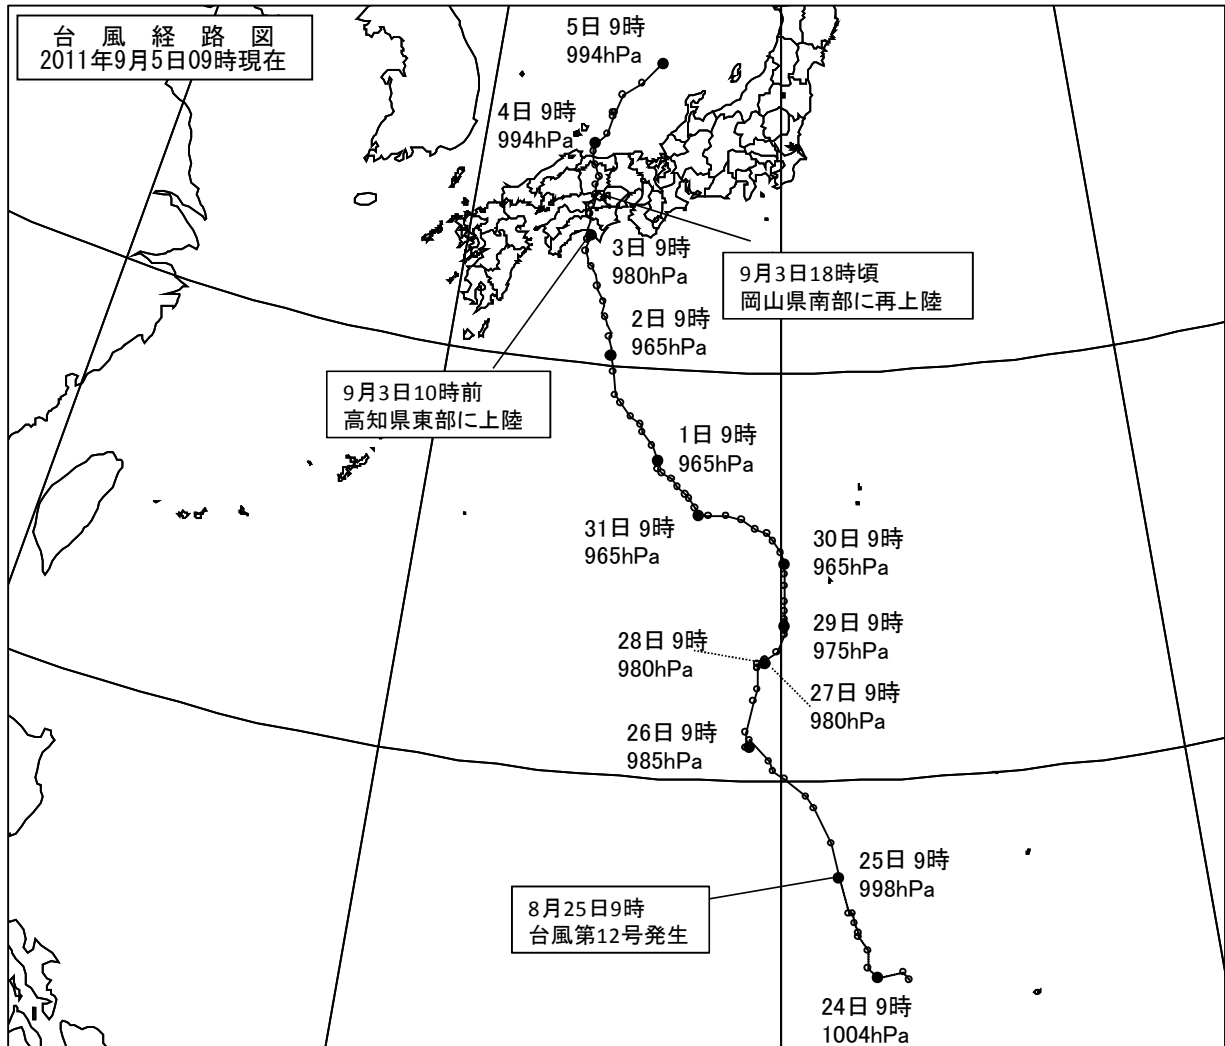 台 風 経 路 図
2011年9月5日09時現在
5日 9時
994hPa
4日 9時
994hPa
3日 9時
980hPa
9月3日18時頃
岡山県南部に再上陸
2日 9時
965hPa
9月3日10時前
高知県東部に上陸
1日 9時
965hPa
31日 9時
965hPa
30日 9時
965hPa
29日 9時
975hPa
28日 9時
980hPa
27日 9時
980hPa
26日 9時
985hPa
25日 9時
998hPa
8月25日9時
台風第12号発生
24日 9時
1004hPa